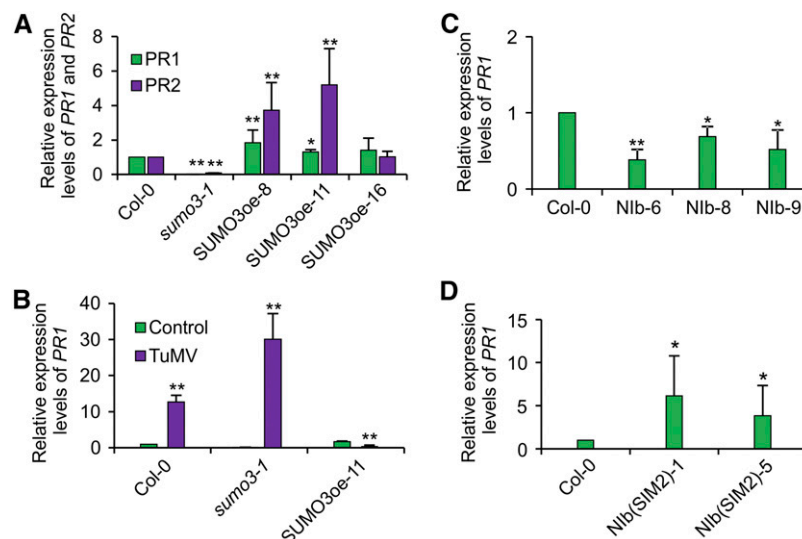 A
Relative expression
levels of PR1 and PR2
8
6
4
2
0
PR1
PR2
** **
**
**
*
**
Col-0
sumo3-1
SUMO3oe-8
SUMO3oe-11
SUMO3oe-16
C
Relative expression
levels of PR1
2
1
0
**
*
*
Col-0
NIb-6
NIb-8
NIb-9
B
Relative expression
levels of PR1
40
30
20
10
0
Control
TuMV
**
**
**
Col-0
sumo3-1
SUMO3oe-11
D
Relative expression
levels of PR1
15
10
5
0
*
*
Col-0
NIb(SIM2)-1
NIb(SIM2)-5